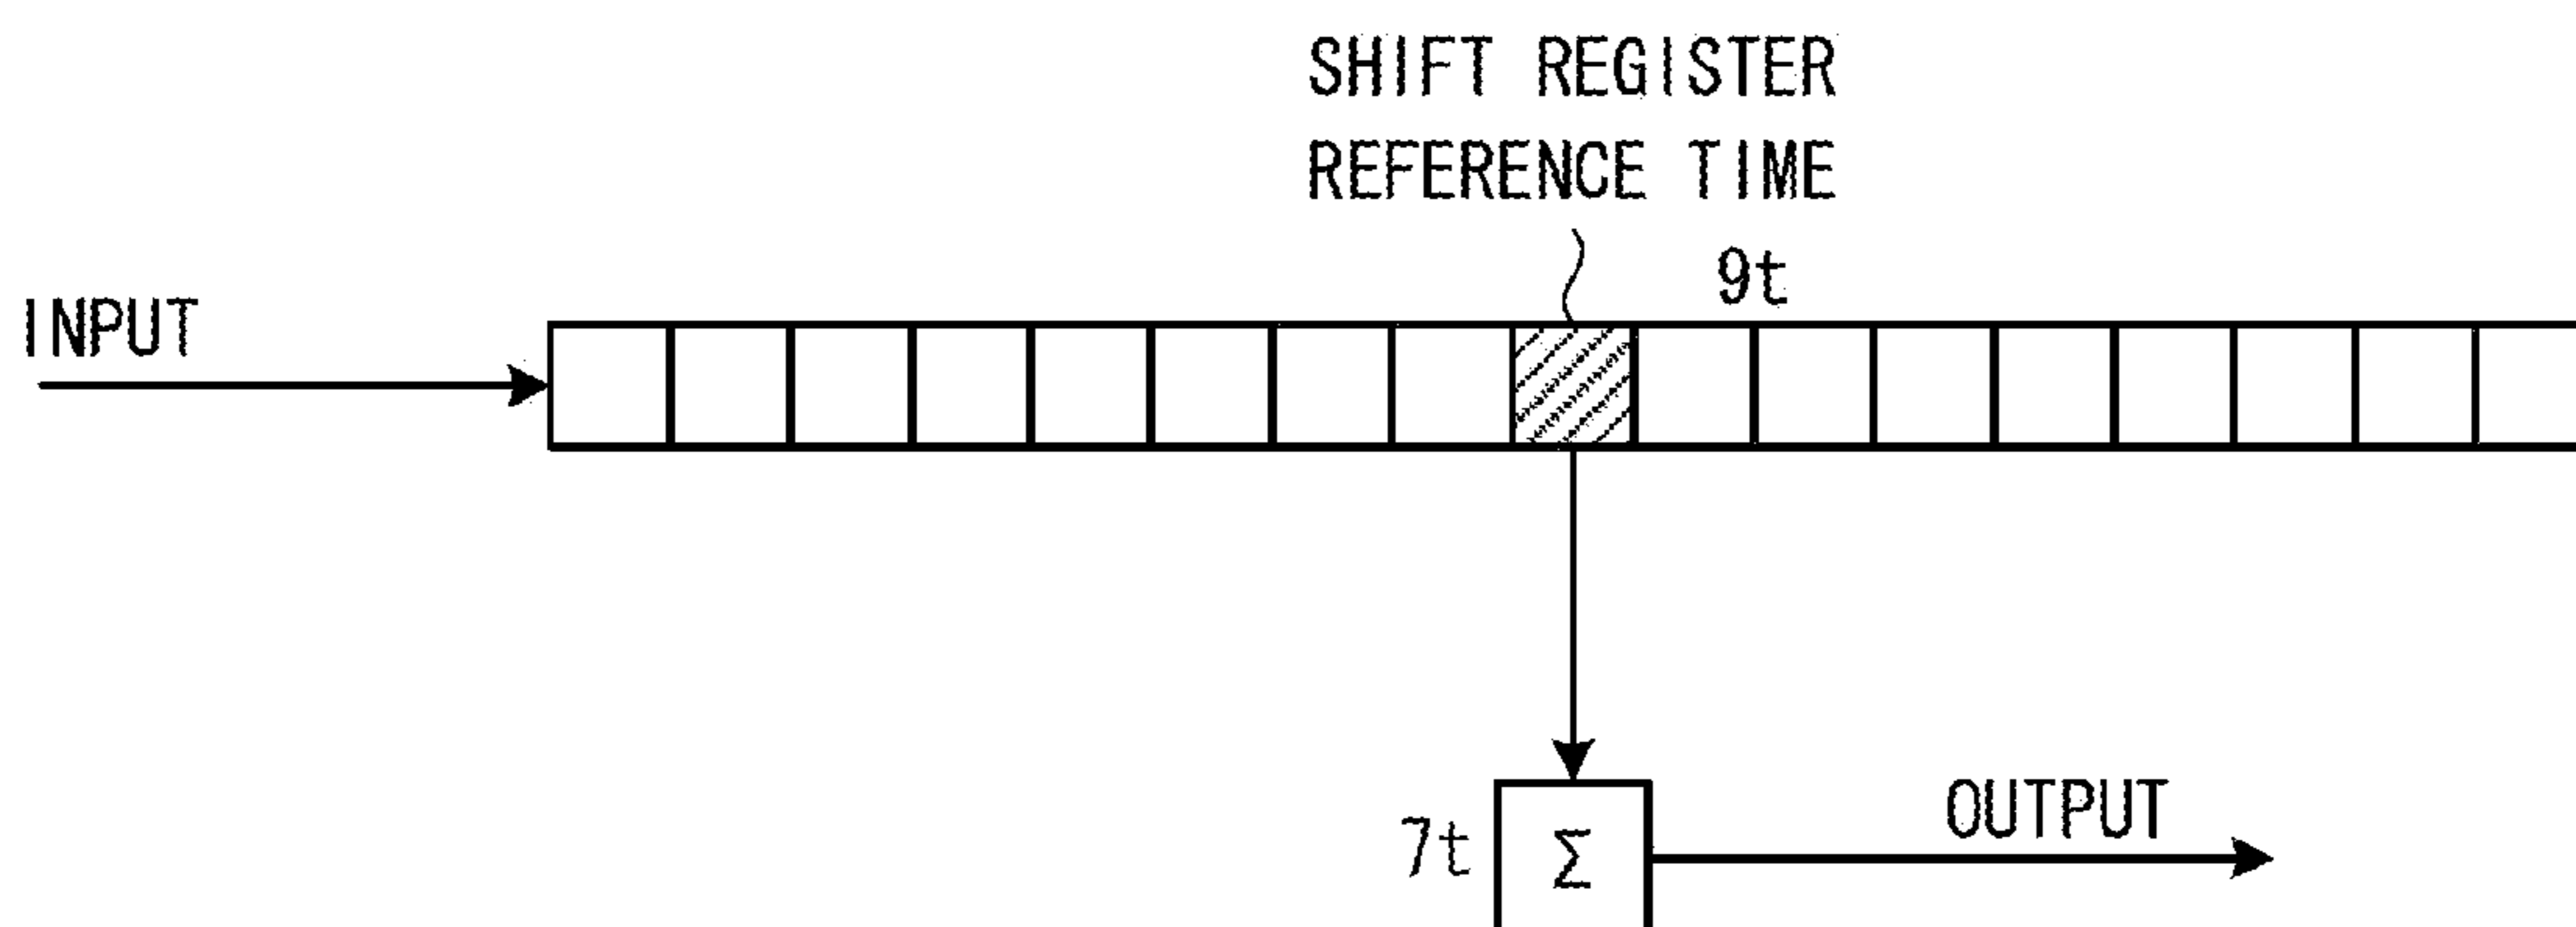 SHIFT REGISTER
REFERENCE TIME
9t
INPUT
OUTPUT
7t
Σ